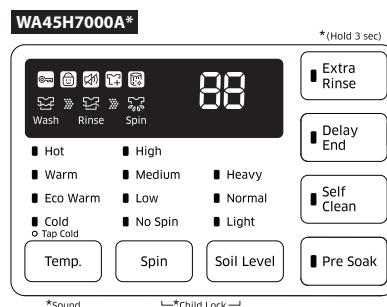 WA45H7000A*
*(Hold 3 sec)
88
Wash Rinse Spin
Extra
Rinse
Delay
End
Self
Clean
Pre Soak
Hot High
Warm Medium Heavy
Eco Warm Low Normal
Cold No Spin Light
Tap Cold
Temp. Spin Soil Level
*Sound *Child Lock